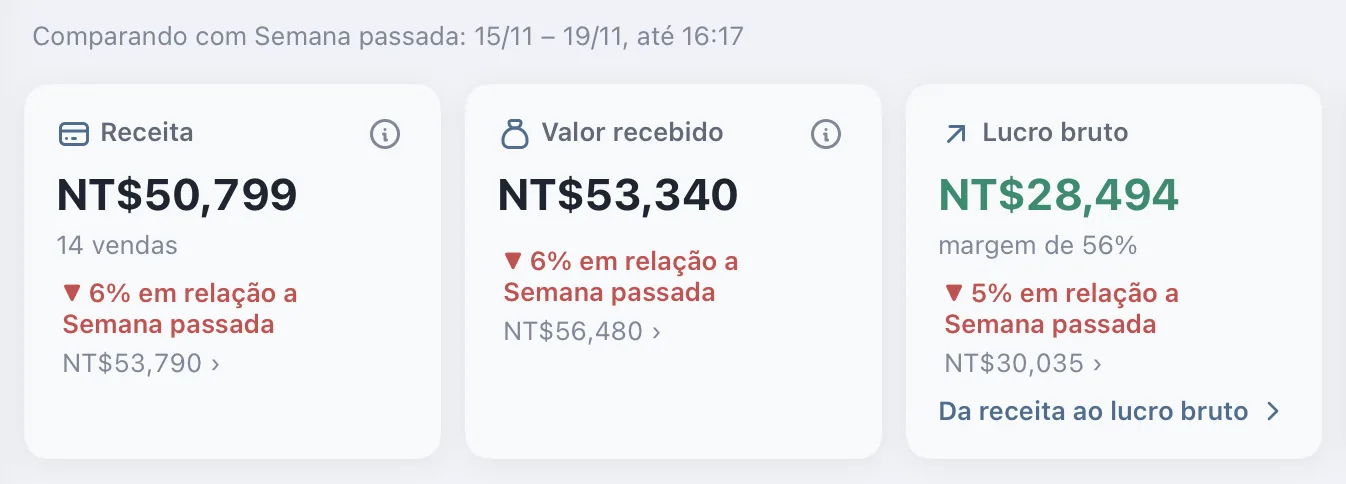 Comparando com Semana passada: 15/11 – 19/11, até 16:17
Receita
NT$50,799
14 vendas
▼ 6% em relação a
Semana passada
NT$53,790 ›
Valor recebido
NT$53,340
▼ 6% em relação a
Semana passada
NT$56,480 ›
Lucro bruto
NT$28,494
margem de 56%
▼ 5% em relação a
Semana passada
NT$30,035 ›
Da receita ao lucro bruto ›